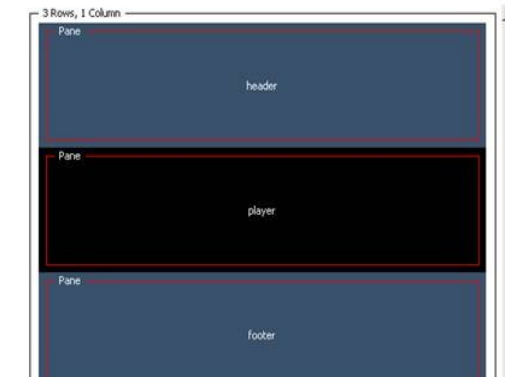 3 Rows, 1 Column
Pane
header
Pane
player
Pane
footer